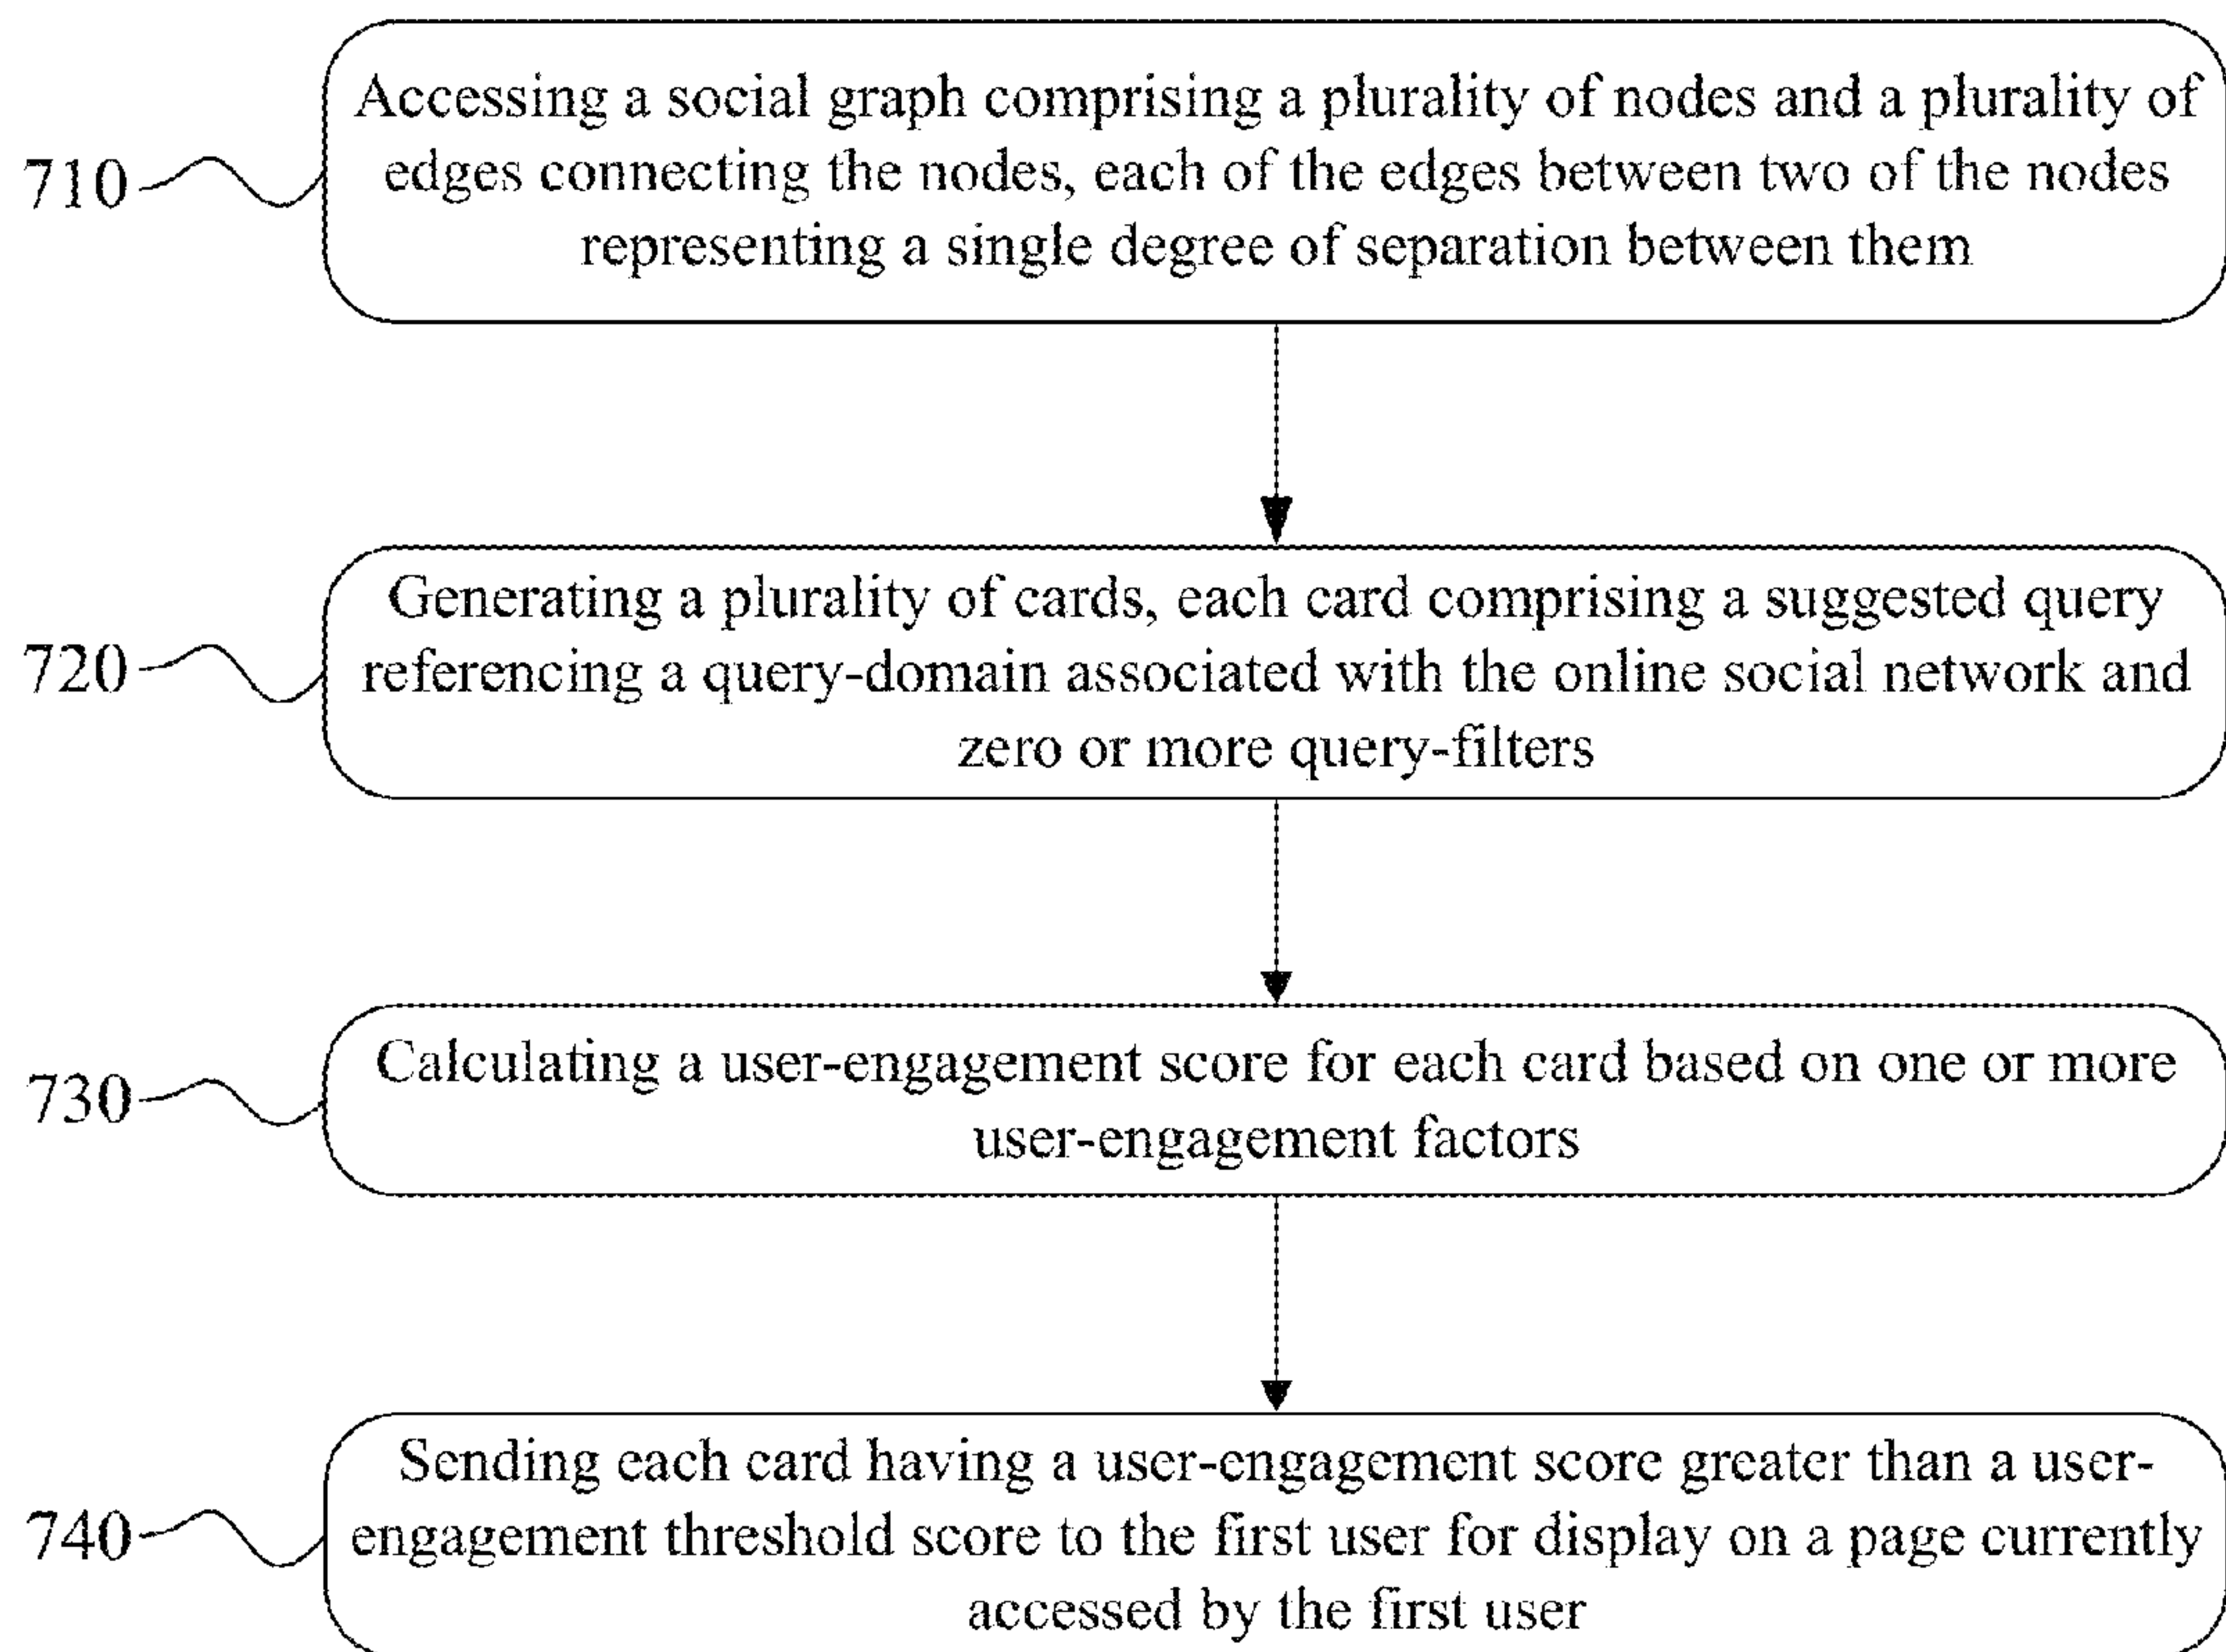 Accessing a social graph comprising a plurality of nodes and a plurality of
710
edges connecting the nodes, each of the edges between two of the nodes
representing a single degree of separation between them
Generating a plurality of cards, each card comprising a suggested query
720
referencing a query-domain associated with the online social network and
zero or more query-filters
Calculating a user-engagement score for each card based on one or more
730
user-engagement factors
Sending each card having a user-engagement score greater than a user-
740
engagement threshold score to the first user for display on a page currently
accessed by the first user